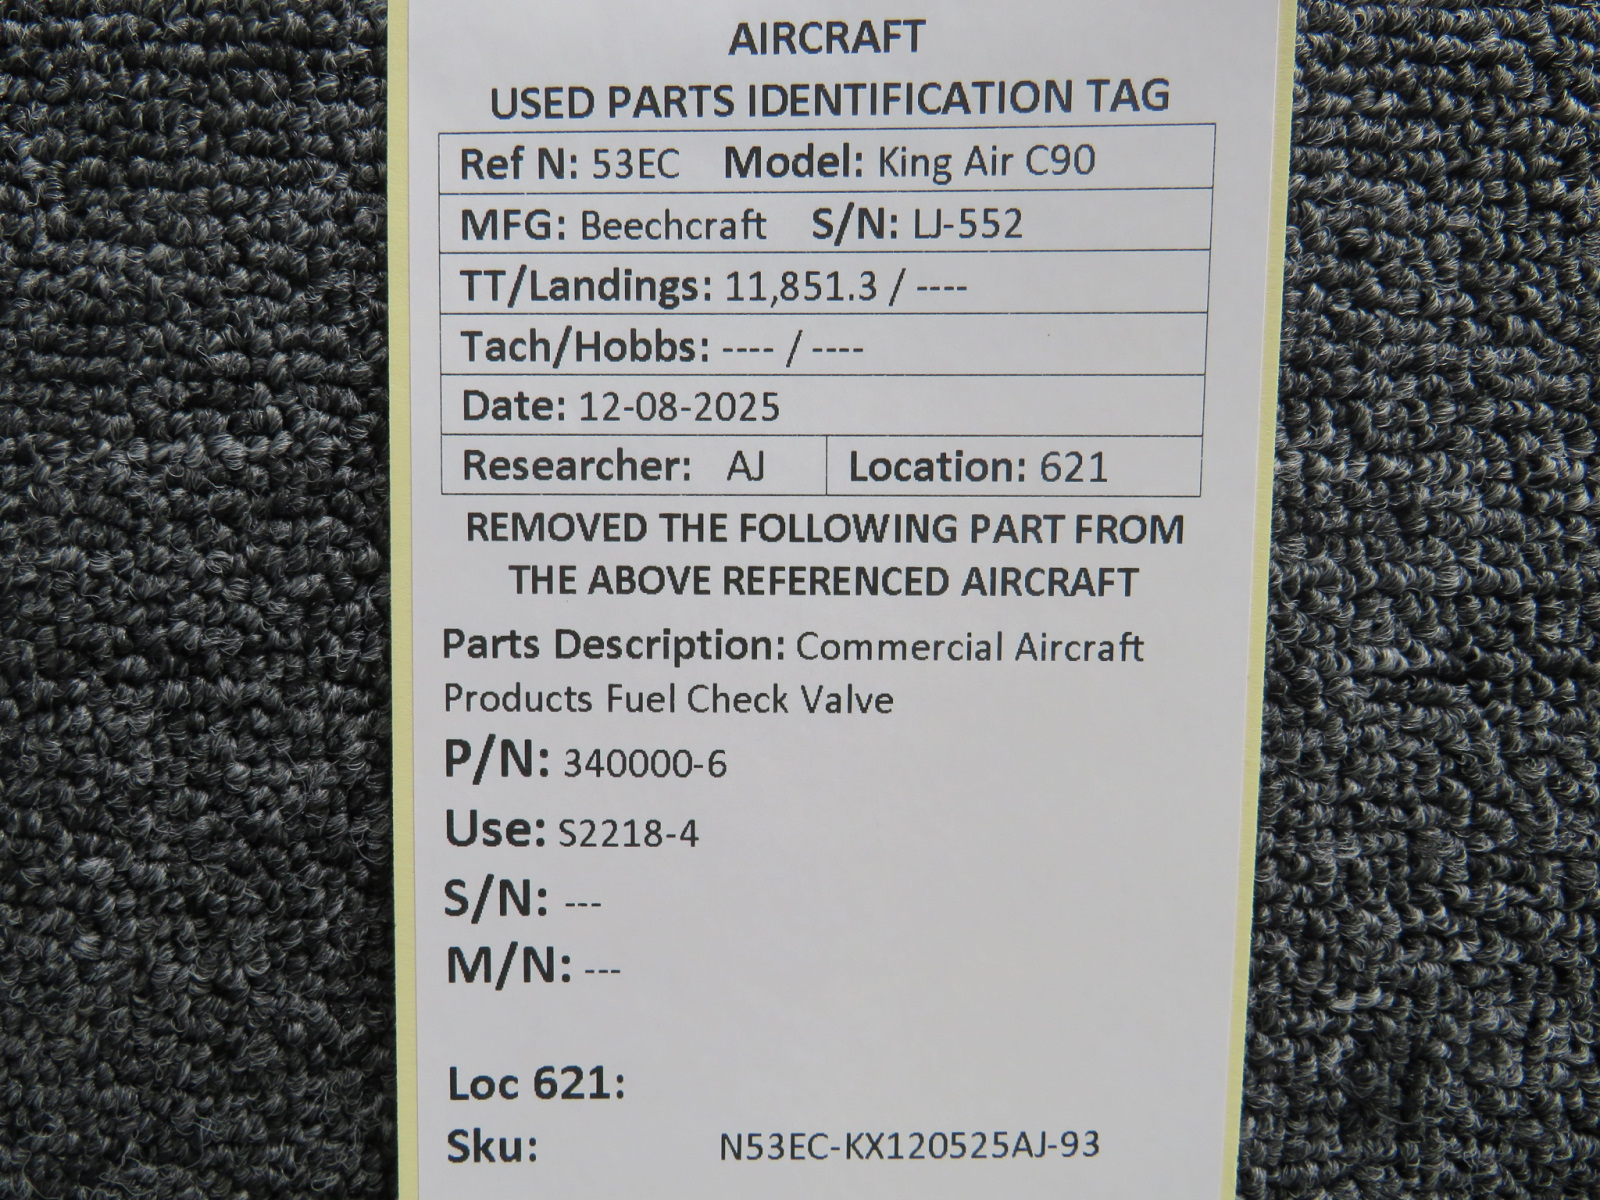 AIRCRAFT
USED PARTS IDENTIFICATION TAG
Ref N: 53EC Model: King Air C90
MFG: Beechcraft S/N: LJ-552
TT/Landings: 11,851.3 / ----
Tach/Hobbs: ---- / ----
Date: 12-08-2025
Researcher: AJ Location: 621
REMOVED THE FOLLOWING PART FROM
THE ABOVE REFERENCED AIRCRAFT
Parts Description: Commercial Aircraft
Products Fuel Check Valve
P/N: 340000-6
Use: S2218-4
S/N: ---
M/N: ---
Loc 621:
Sku: N53EC-KX120525AJ-93